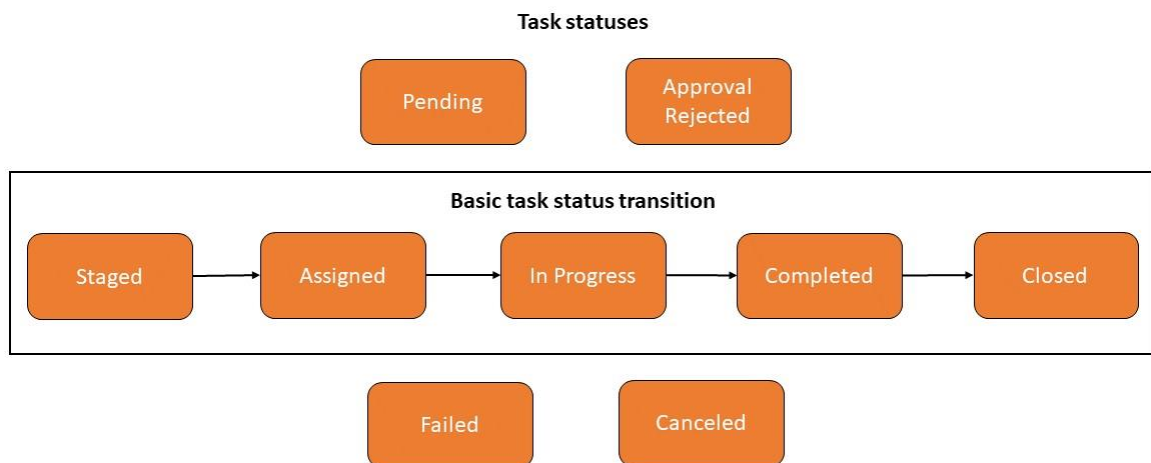 Task statuses
Pending
Approval
Rejected
Basic task status transition
Staged
Assigned
In Progress
Completed
Closed
Failed
Canceled